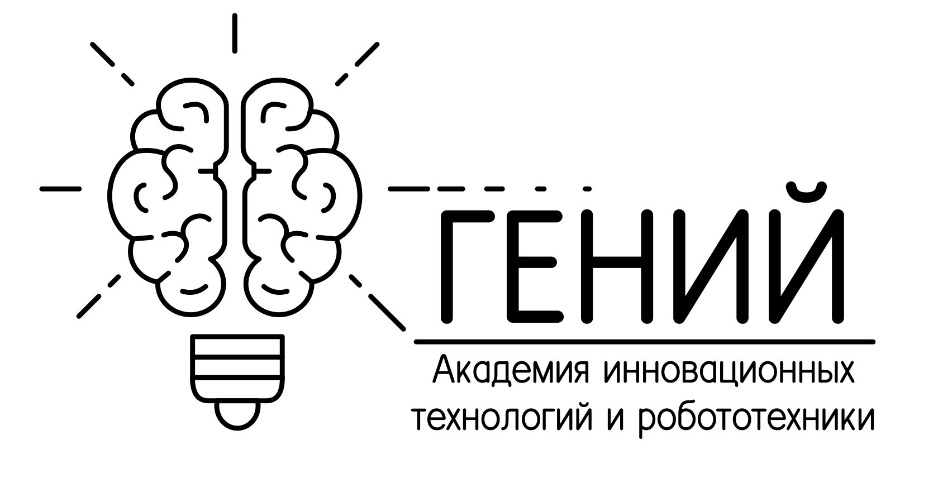 ГЕНИЙ
Академия инновационных
технологий и робототехники